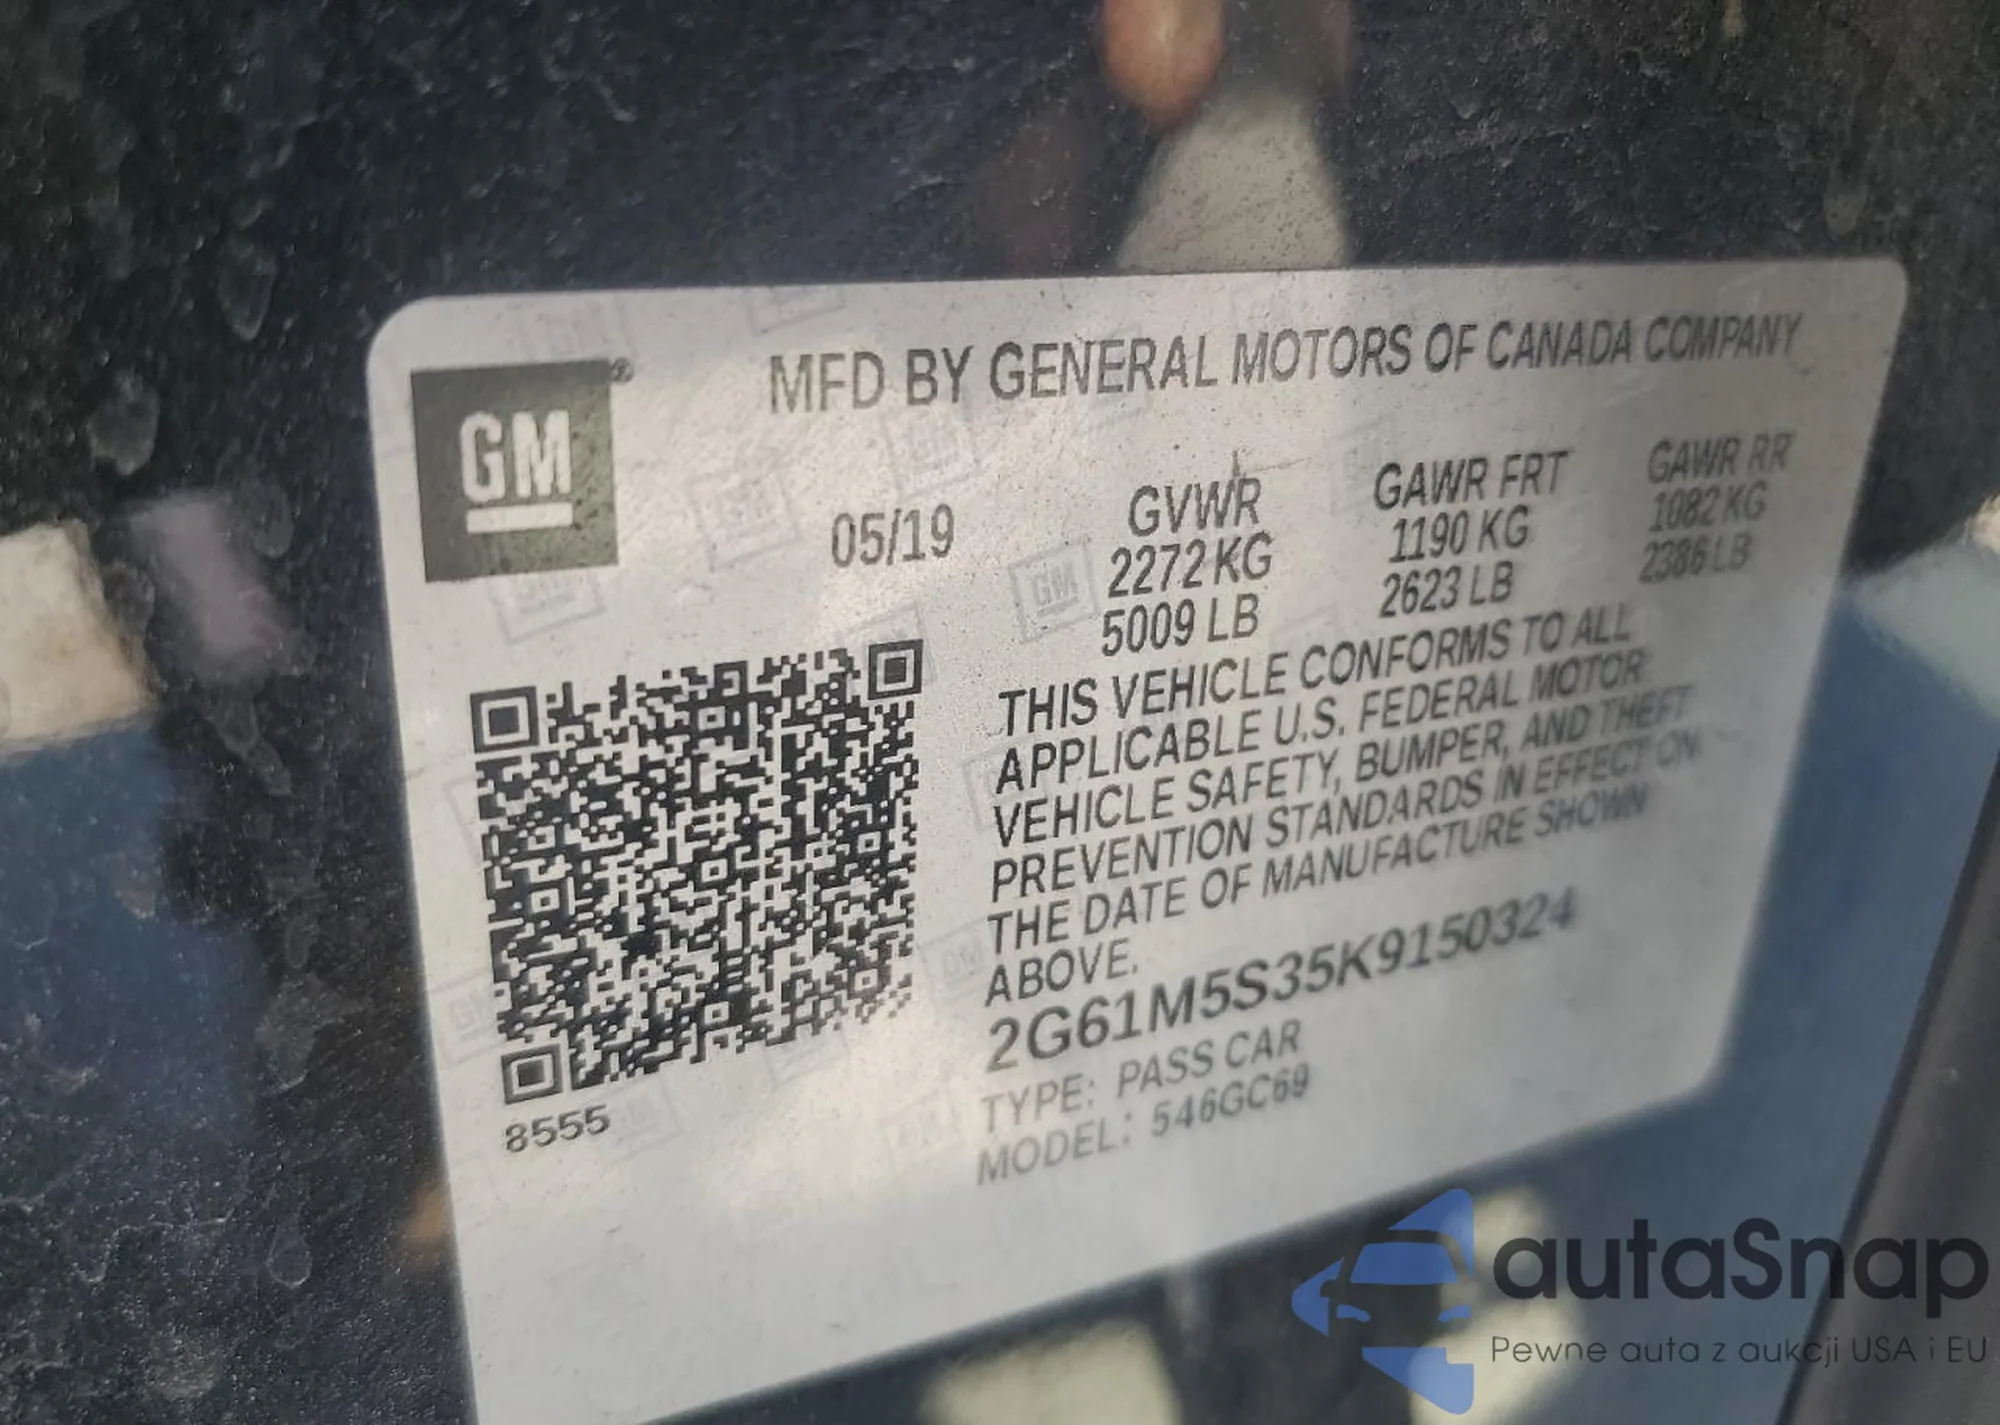 MFD BY GENERAL MOTORS OF CANADA COMPANY
GM®
05/19
GVWR GAWR FRT GAWR RR
2272 KG 1190 KG 1082 KG
5009 LB 2623 LB 2386 LB
THIS VEHICLE CONFORMS TO ALL
APPLICABLE U.S. FEDERAL MOTOR
VEHICLE SAFETY, BUMPER, AND THEFT
PREVENTION STANDARDS IN EFFECT ON
THE DATE OF MANUFACTURE SHOWN
ABOVE.
2G61M5S35K9150324
TYPE: PASS CAR
MODEL: 546GC69
8555
autaSnap
Pewne auta z aukcji USA i EU